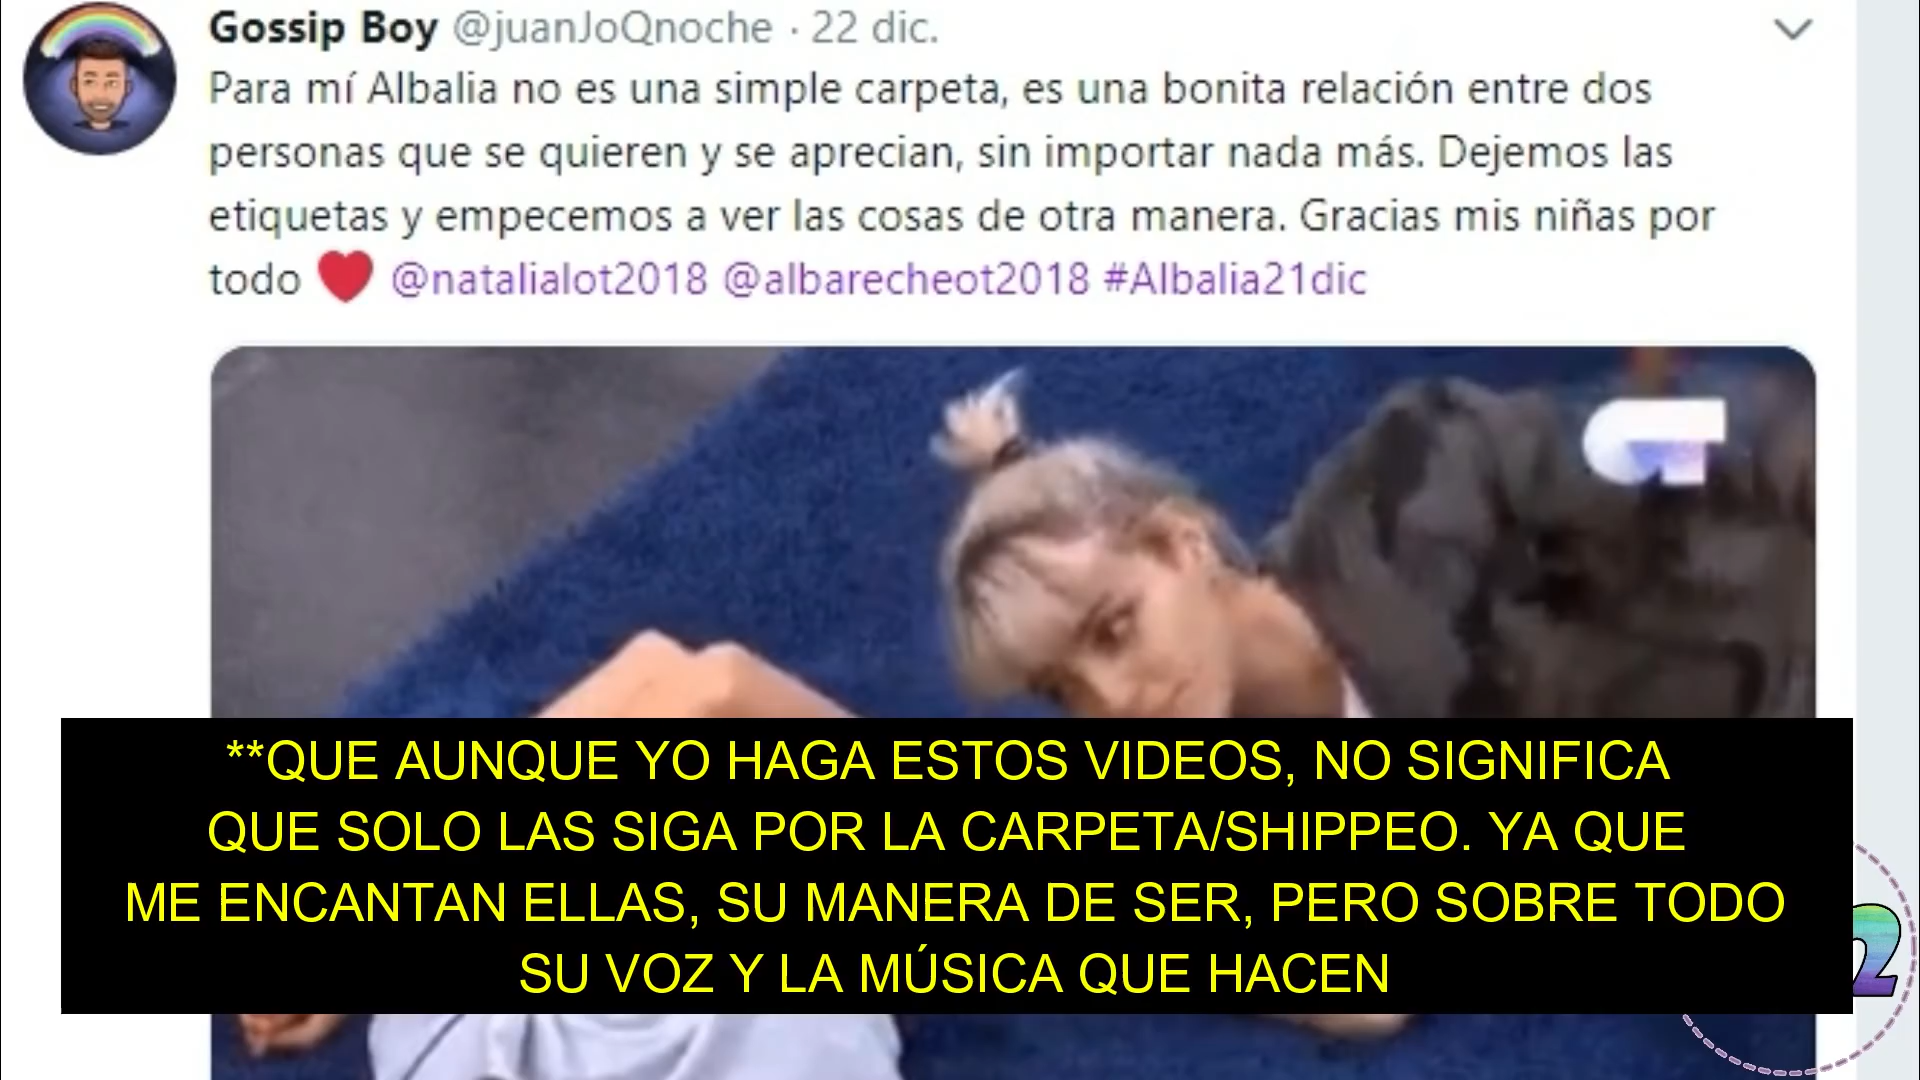 Gossip Boy @juanJoQnoche · 22 dic.
Para mí Albalia no es una simple carpeta, es una bonita relación entre dos
personas que se quieren y se aprecian, sin importar nada más. Dejemos las
etiquetas y empecemos a ver las cosas de otra manera. Gracias mis niñas por
todo ❤ @natalialot2018 @albarecheot2018 #Albalia21dic
**QUE AUNQUE YO HAGA ESTOS VIDEOS, NO SIGNIFICA
QUE SOLO LAS SIGA POR LA CARPETA/SHIPPEO. YA QUE
ME ENCANTAN ELLAS, SU MANERA DE SER, PERO SOBRE TODO
SU VOZ Y LA MÚSICA QUE HACEN
2